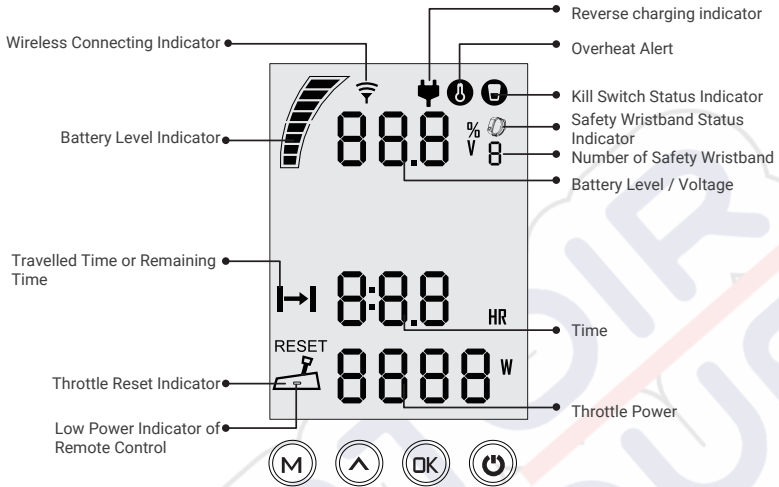 Reverse charging indicator
Wireless Connecting Indicator
Overheat Alert
Kill Switch Status Indicator
Safety Wristband Status
Indicator
Battery Level Indicator
88.8
%
V
8
Number of Safety Wristband
Battery Level / Voltage
Travelled Time or Remaining
Time
8:8.8
HR
Time
RESET
8888
W
Throttle Reset Indicator
Throttle Power
Low Power Indicator of
Remote Control
M
OK